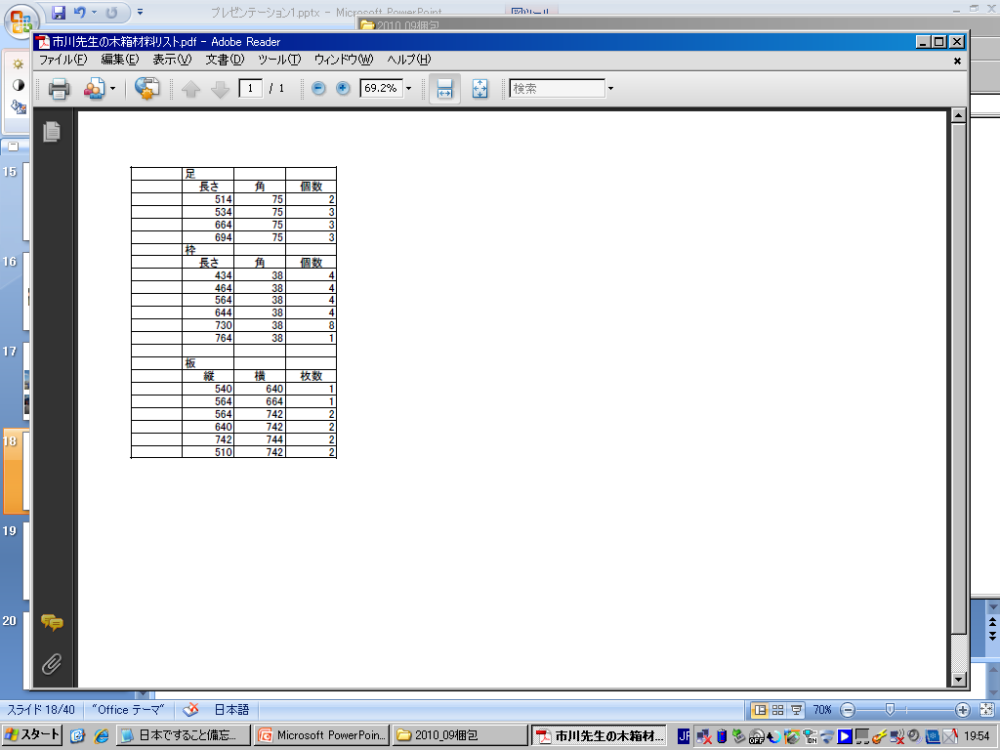 プレゼンテーション1.pptx - Microsoft PowerPoint
2010_09梱包
市川先生の木箱材料リスト.pdf - Adobe Reader
ファイル(F) 編集(E) 表示(V) 文書(D) ツール(T) ウィンドウ(W) ヘルプ(H)
1 / 1 69.2% 検索
足
長さ 角 個数
514 75 2
534 75 3
664 75 3
694 75 3
枠
長さ 角 個数
434 38 4
464 38 4
564 38 4
644 38 4
730 38 8
764 38 1
板
縦 横 枚数
540 640 1
564 664 1
564 742 2
640 742 2
742 744 2
510 742 2
15
16
17
18
19
20
スライド 18/40 "Office テーマ" 日本語 70%
スタート 日本ですること備忘... Microsoft PowerPoin... 2010_09梱包 市川先生の木箱材... JP OFF ON 19:54